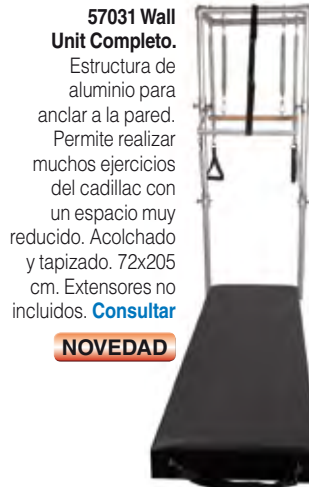 57031 Wall
Unit Completo.
Estructura de
aluminio para
anclar a la pared.
Permite realizar
muchos ejercicios
del cadillac con
un espacio muy
reducido. Acolchado
y tapizado. 72x205
cm. Extensores no
incluidos. Consultar
NOVEDAD